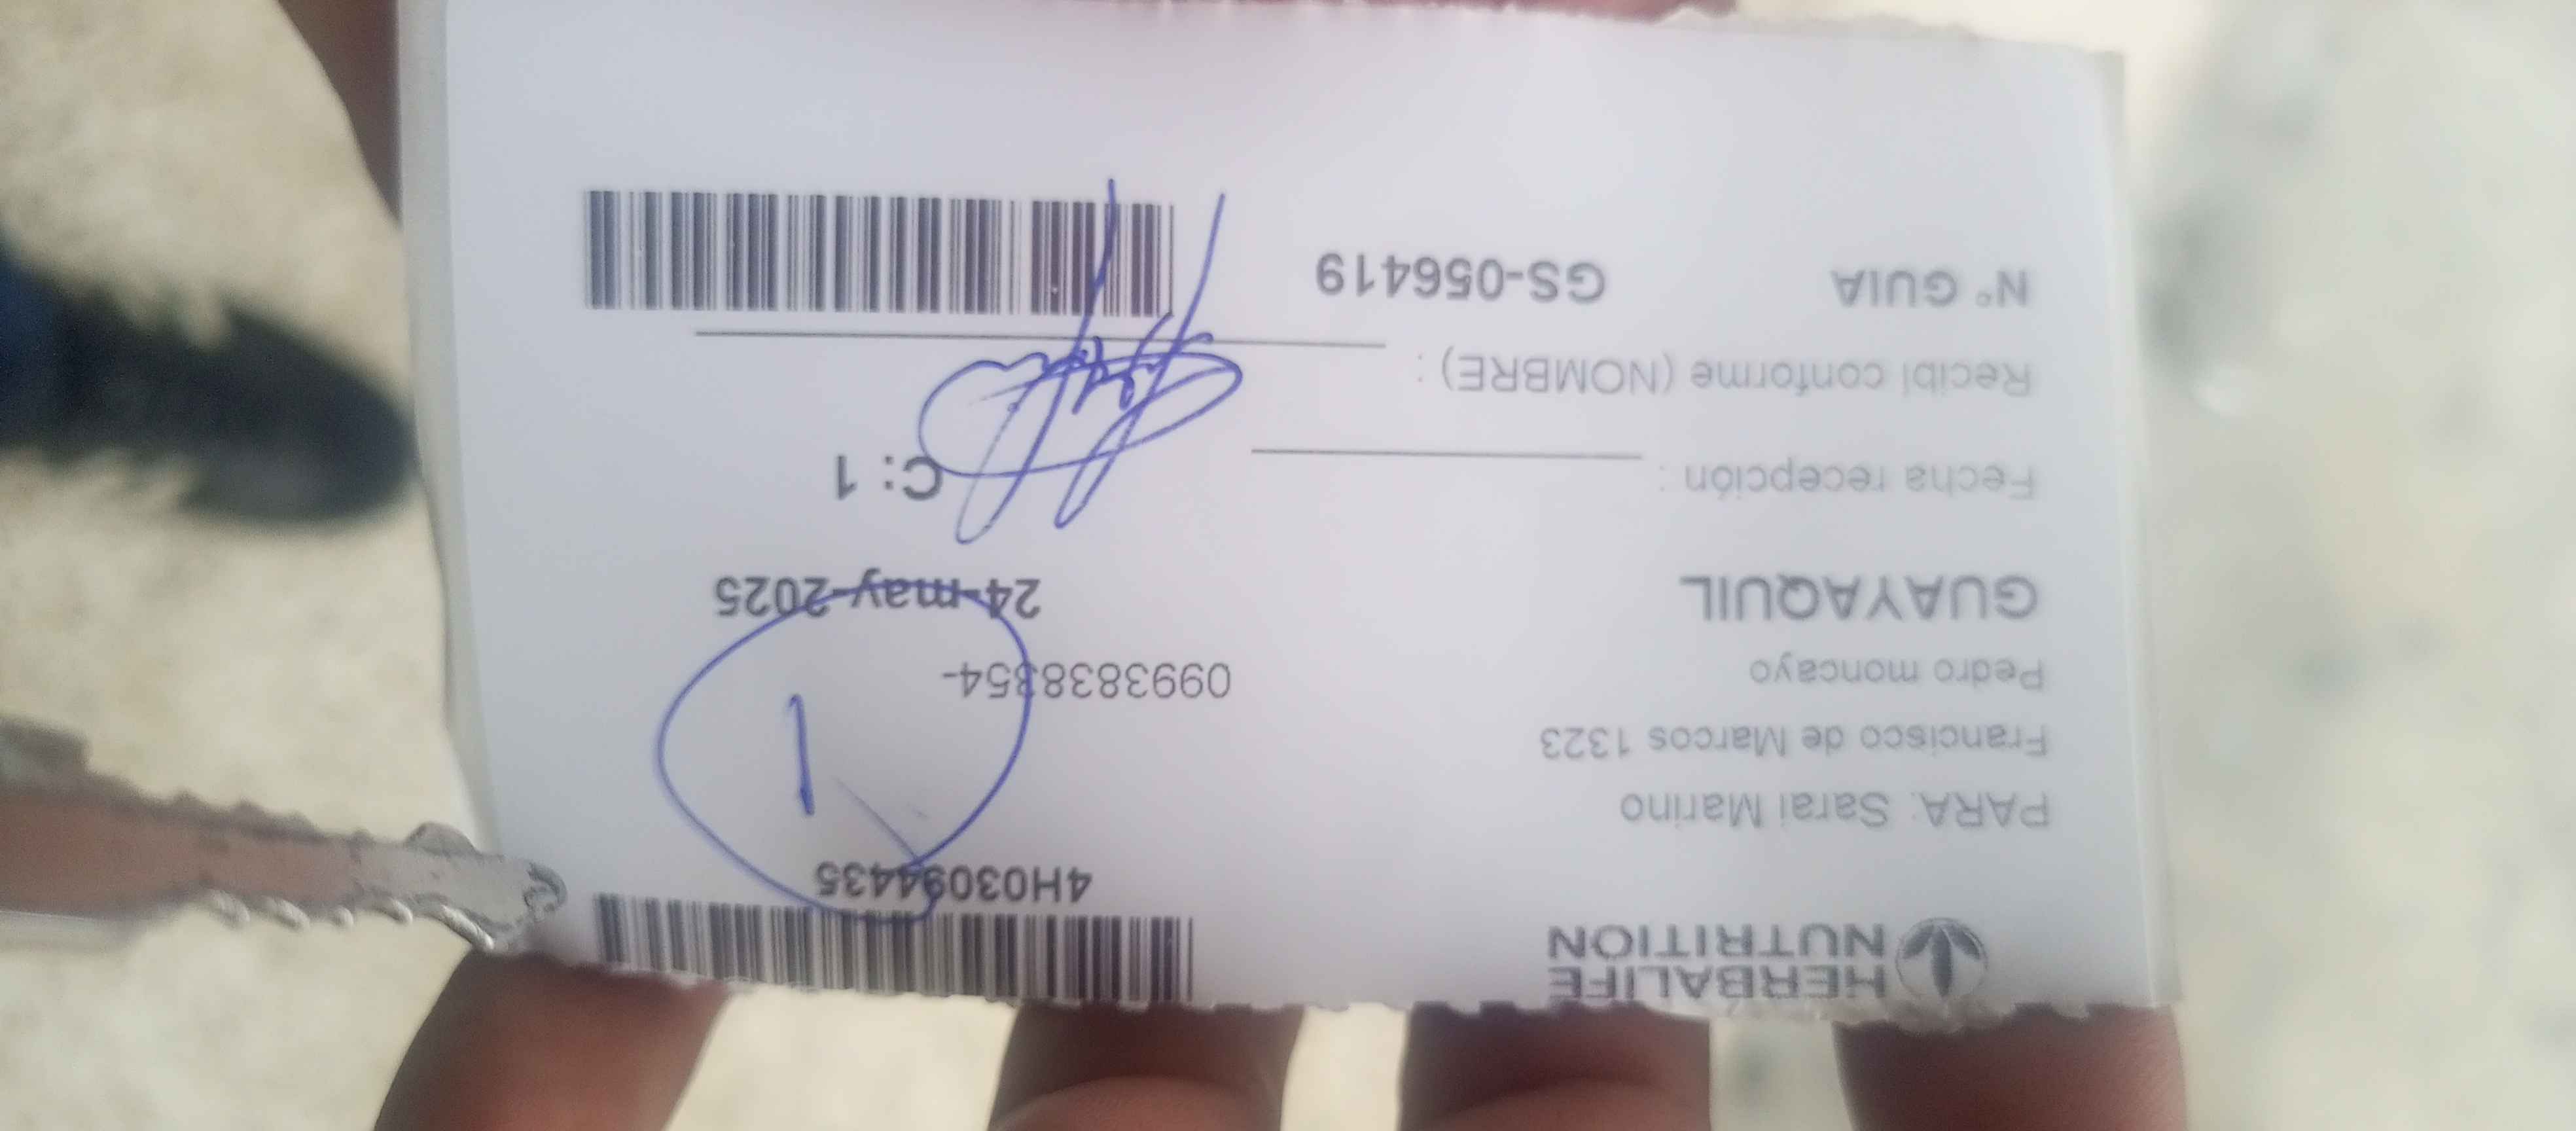 HERBALIFE
NUTRITION
4H03094435
PARA: Sarai Marino
Francisco de Marcos 1323
1
Pedro moncayo
0993838354-
GUAYAQUIL
24-may-2025
Fecha recepción :
C: 1
Recibi conforme (NOMBRE) :
N° GUIA GS-056419